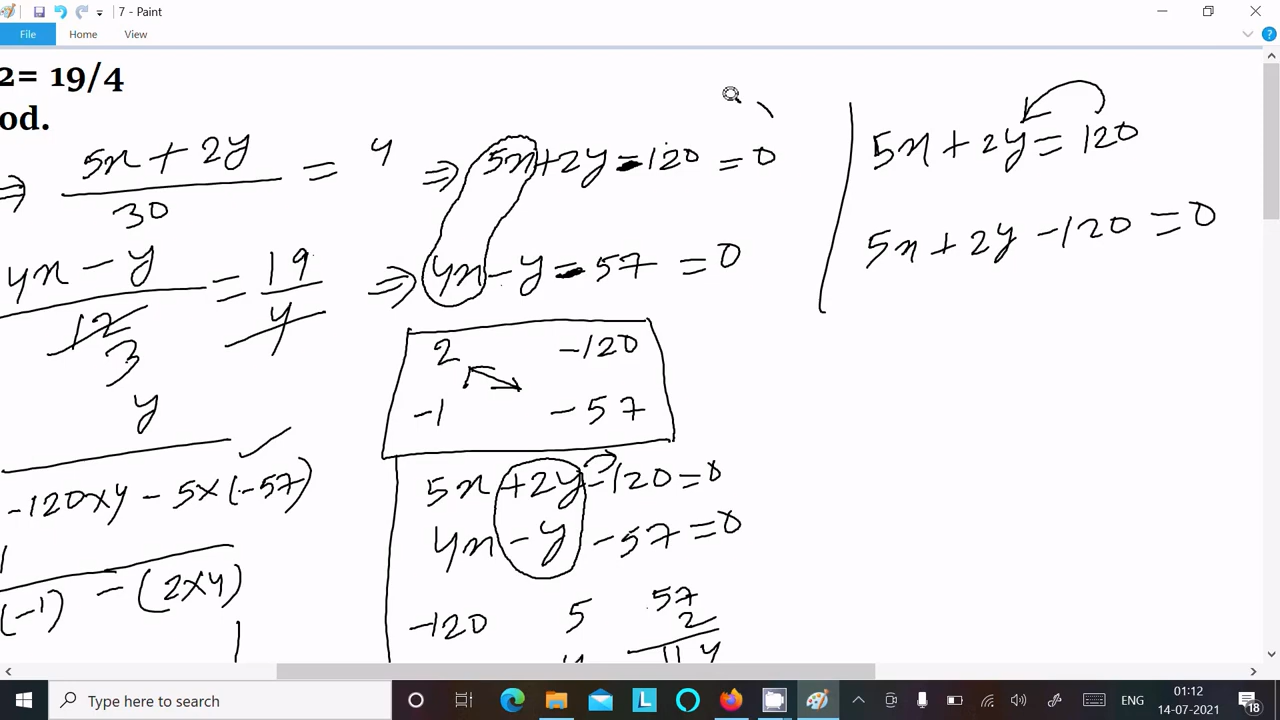 7 - Paint
File Home View
2= 19/4
od.
⇒ 5x + 2y / 30 = 4 ⇒ 5x + 2y - 120 = 0
4x - y / 12 = 19 / 4 ⇒ 4x - y - 57 = 0
3
5x + 2y = 120
5x + 2y - 120 = 0
2 -120
-1 -57
y
-120×4 - 5×(-57)
1
(-1) - (2×4)
5x + 2y - 120 = 0
4x - y - 57 = 0
-120 5 57
2
114
Type here to search
ENG
01:12
14-07-2021
18